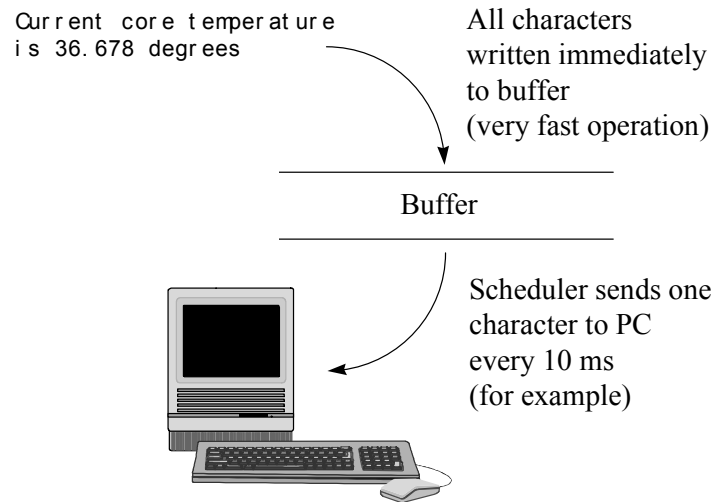 Current core temperature
is 36.678 degrees
All characters
written immediately
to buffer
(very fast operation)
Buffer
Scheduler sends one
character to PC
every 10 ms
(for example)